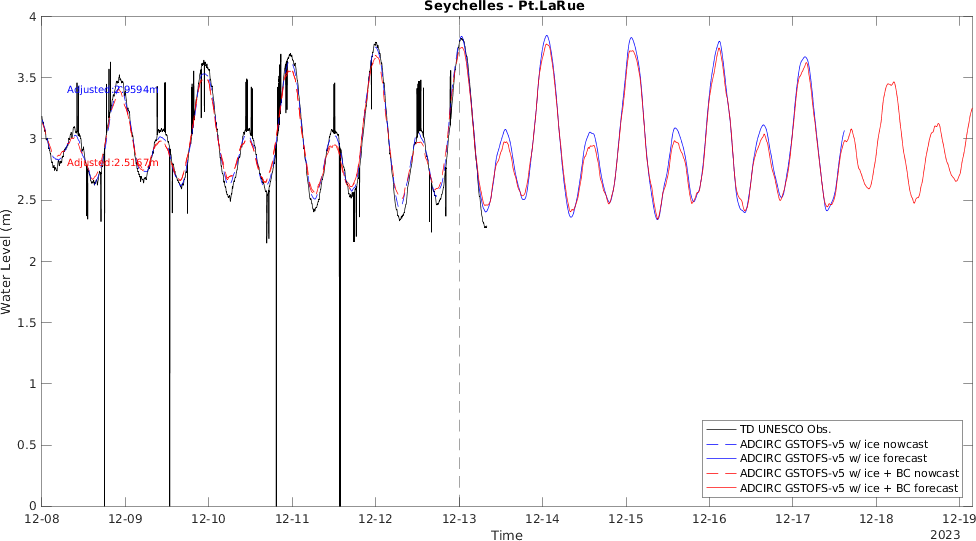 Seychelles - Pt.LaRue
4
3.5
3
2.5
2
1.5
1
0.5
0
Water Level (m)
Adjusted:2.9594m
Adjusted:2.5167m
TD UNESCO Obs.
ADCIRC GSTOFS-v5 w/ ice nowcast
ADCIRC GSTOFS-v5 w/ ice forecast
ADCIRC GSTOFS-v5 w/ ice + BC nowcast
ADCIRC GSTOFS-v5 w/ ice + BC forecast
12-08 12-09 12-10 12-11 12-12 12-13 12-14 12-15 12-16 12-17 12-18 12-19
Time
2023